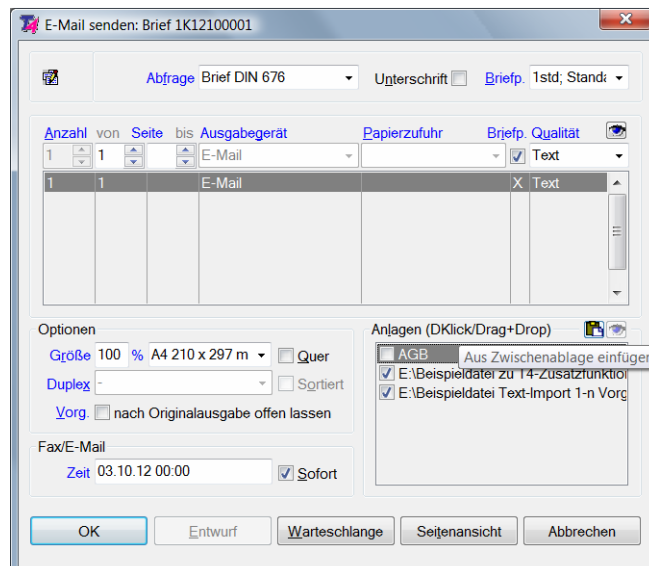 T4 E-Mail senden: Brief 1K12100001
Abfrage Brief DIN 676 Unterschrift Briefp. 1std; Standa
Anzahl von Seite bis Ausgabegerät Papierzufuhr Briefp. Qualität
1 1 E-Mail Text
1 1 E-Mail X Text
Optionen
Größe 100 % A4 210 x 297 m Quer
Duplex - Sortiert
Vorg. nach Originalausgabe offen lassen
Fax/E-Mail
Zeit 03.10.12 00:00 Sofort
Anlagen (DKlick/Drag+Drop)
AGB Aus Zwischenablage einfügen
E:\Beispieldatei zu T4-Zusatzfunktion
E:\Beispieldatei Text-Import 1-n Vorg
OK Entwurf Warteschlange Seitenansicht Abbrechen